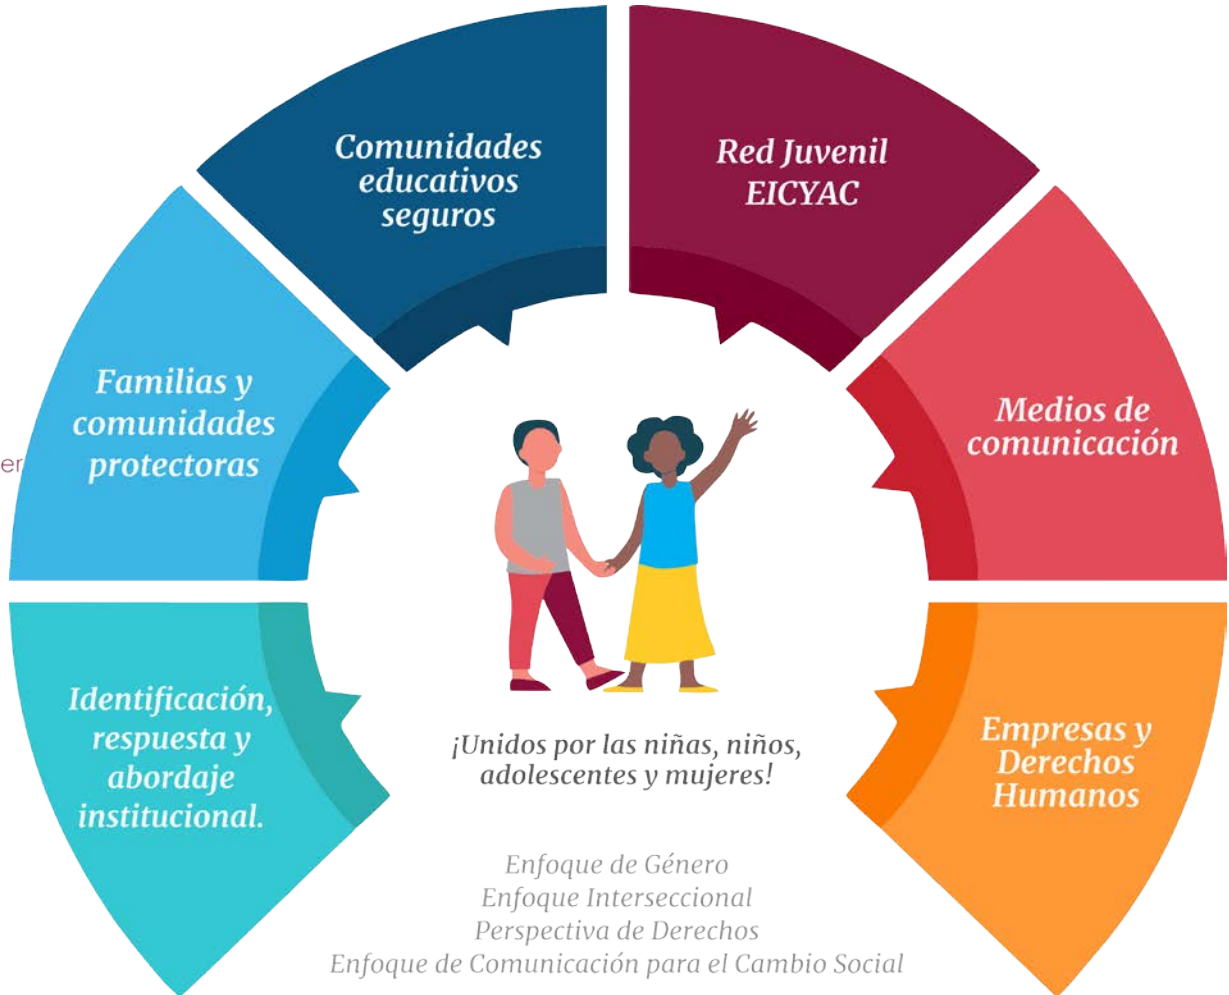 Comunidades
educativos
seguros
Red Juvenil
EICYAC
Familias y
comunidades
protectoras
Medios de
comunicación
er
Identificación,
respuesta y
abordaje
institucional.
Empresas y
Derechos
Humanos
¡Unidos por las niñas, niños,
adolescentes y mujeres!
Enfoque de Género
Enfoque Interseccional
Perspectiva de Derechos
Enfoque de Comunicación para el Cambio Social